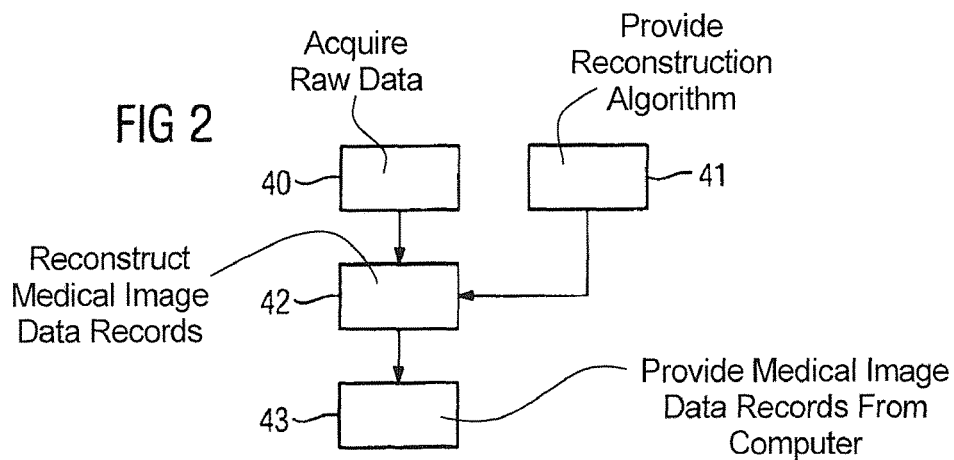 Acquire
Raw Data
Provide
Reconstruction
Algorithm
FIG 2
40
41
Reconstruct
Medical Image
Data Records
42
43
Provide Medical Image
Data Records From
Computer